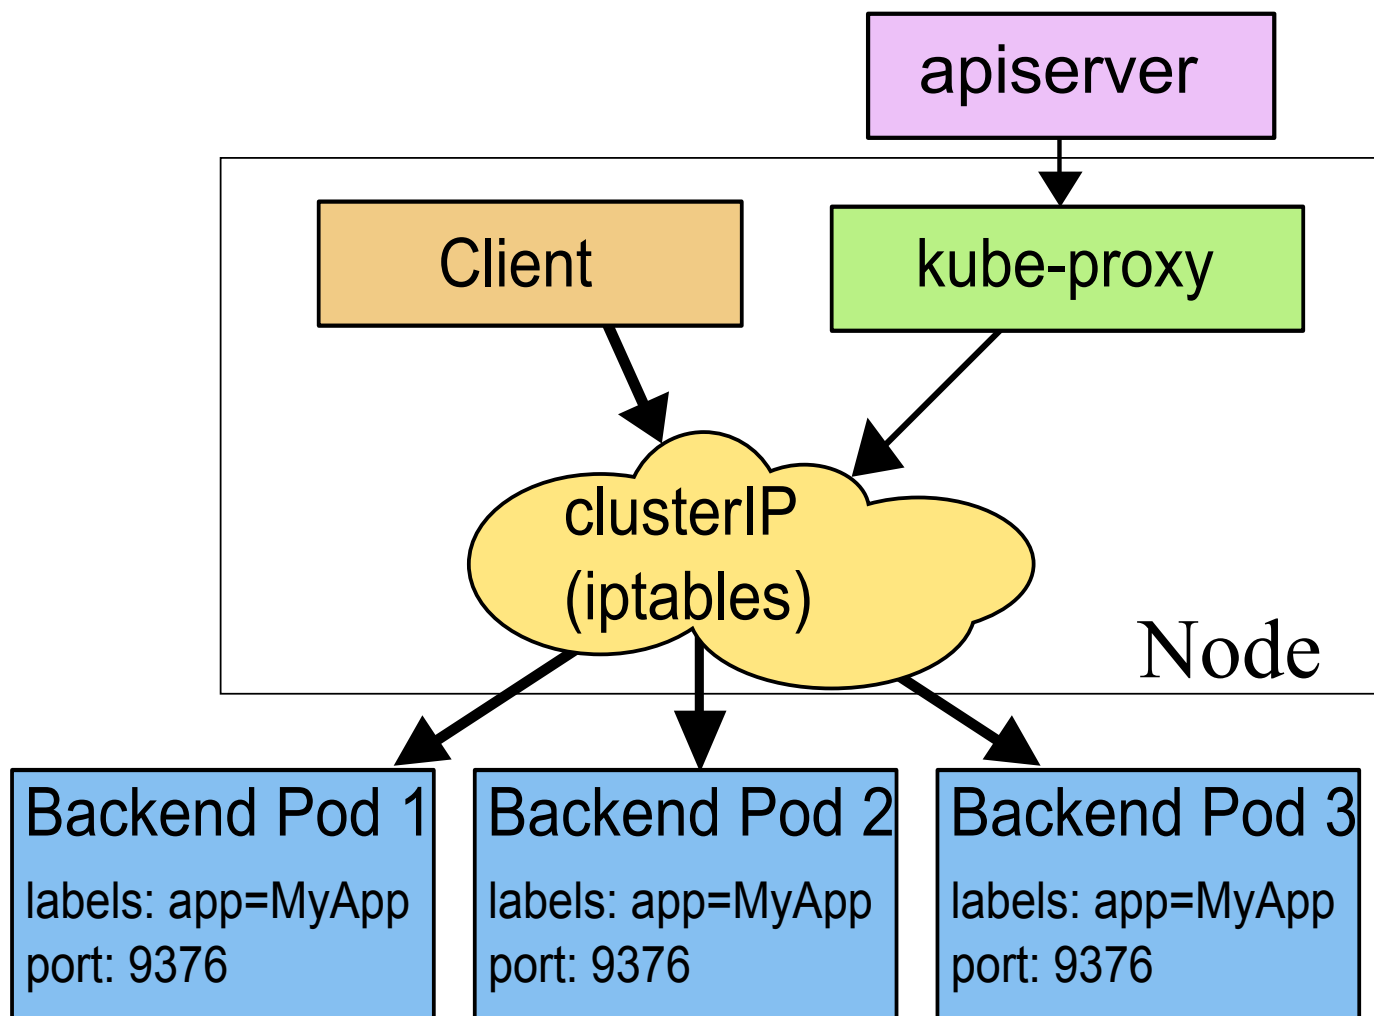 apiserver
Client
kube-proxy
clusterIP
(iptables)
Node
Backend Pod 1
labels: app=MyApp
port: 9376
Backend Pod 2
labels: app=MyApp
port: 9376
Backend Pod 3
labels: app=MyApp
port: 9376